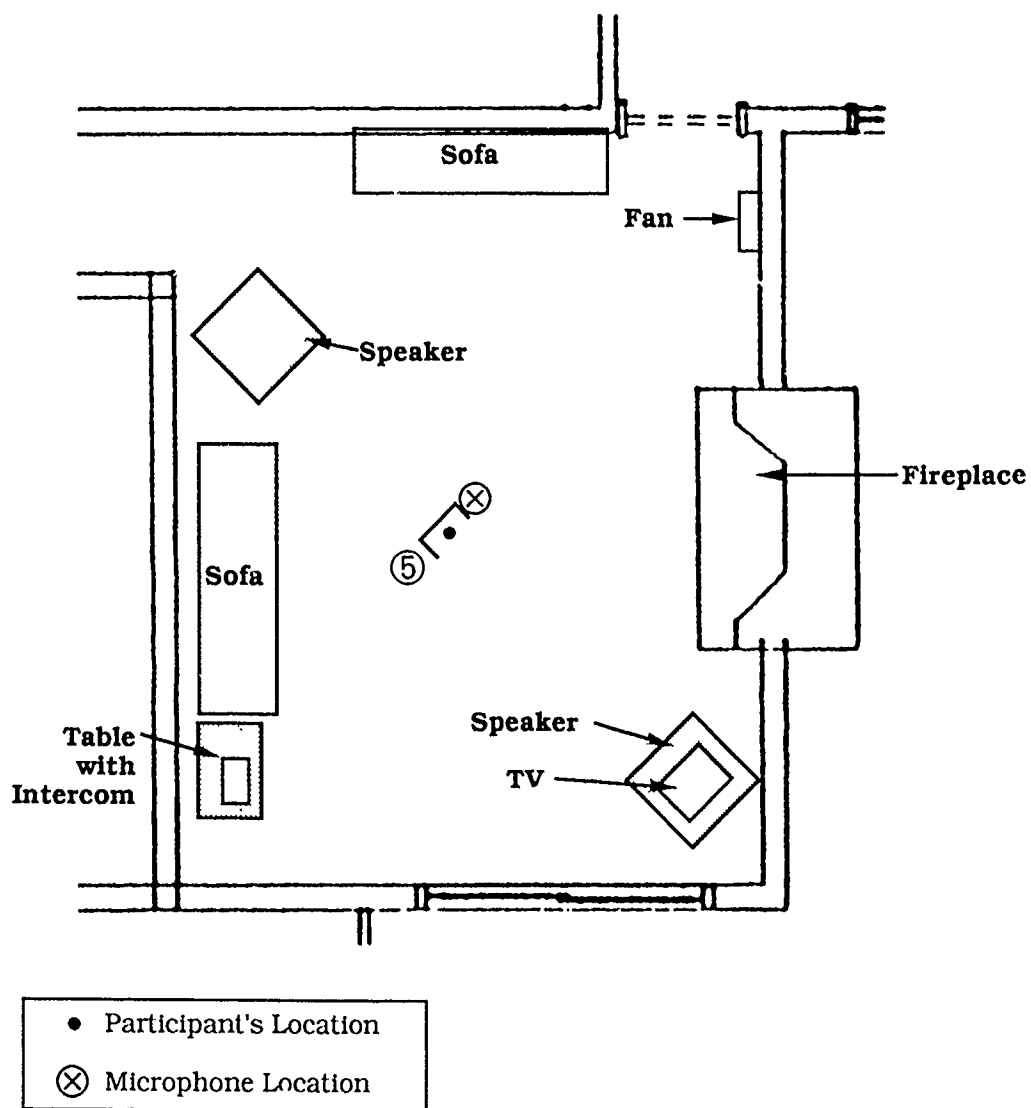 Sofa
Fan
Speaker
Fireplace
5
Sofa
Speaker
Table
with
Intercom
TV
Participant's Location
Microphone Location